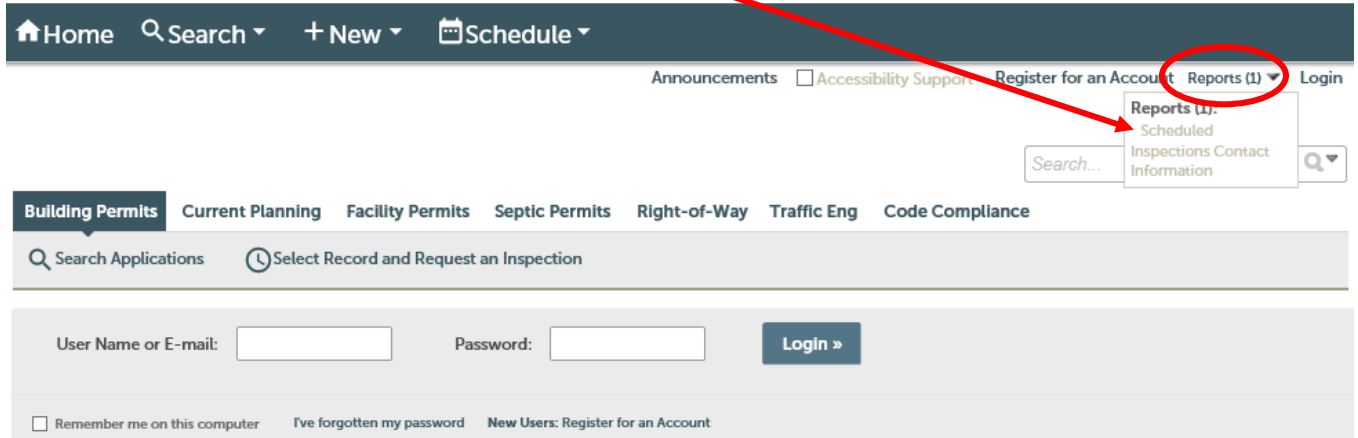 Home Search New Schedule
Announcements Accessibility Support Register for an Account Reports (1) Login
Reports (1):
Scheduled
Inspections Contact
Information
Search...
Building Permits Current Planning Facility Permits Septic Permits Right-of-Way Traffic Eng Code Compliance
Search Applications Select Record and Request an Inspection
User Name or E-mail: Password: Login »
Remember me on this computer I've forgotten my password New Users: Register for an Account